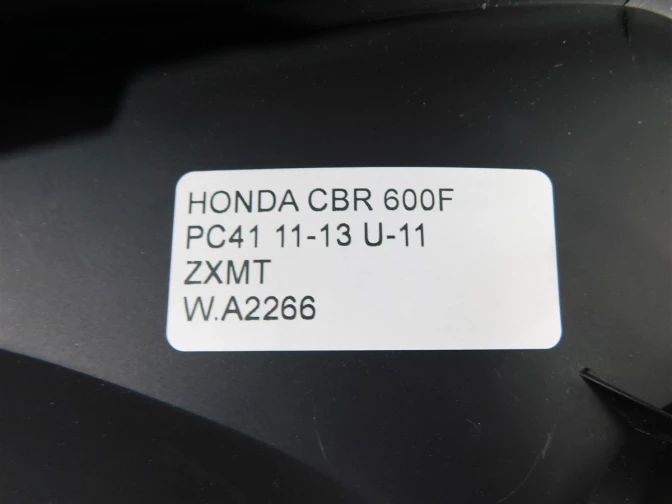 HONDA CBR 600F
PC41 11-13 U-11
ZXMT
W.A2266